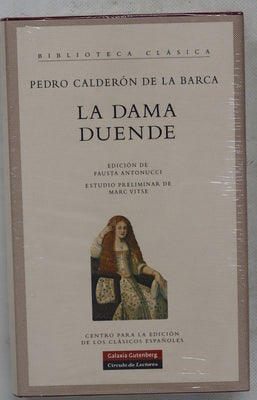 BIBLIOTECA CLÁSICA
PEDRO CALDERÓN DE LA BARCA
LA DAMA
DUENDE
EDICIÓN DE
FAUSTA ANTONUCCI
ESTUDIO PRELIMINAR DE
MARC VITSE
CENTRO PARA LA EDICIÓN
DE LOS CLÁSICOS ESPAÑOLES
Galaxia Gutenberg
Círculo de Lectores